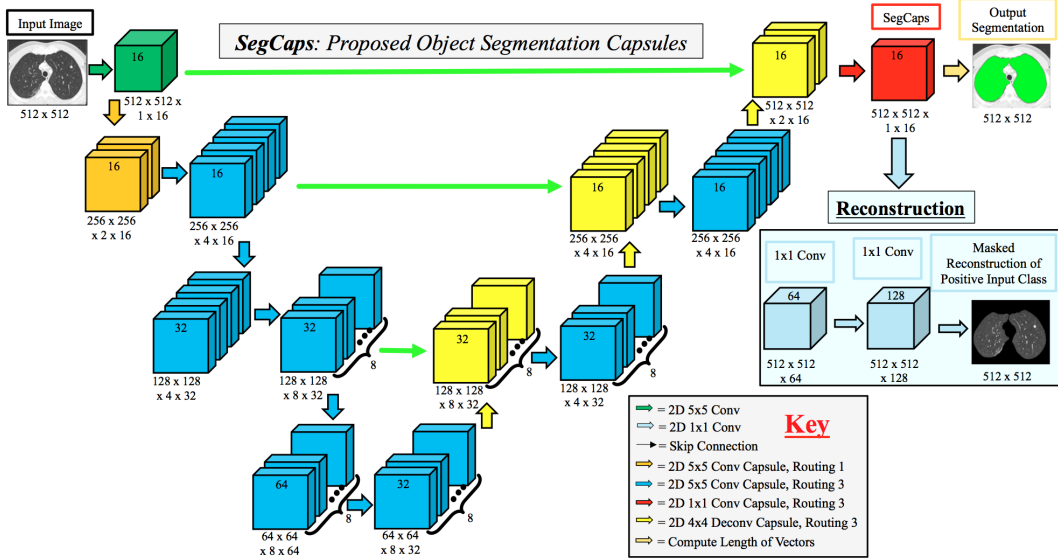 Input Image
SegCaps: Proposed Object Segmentation Capsules
SegCaps
Output
Segmentation
16
512 x 512
512 x 512 x
1 x 16
16
512 x 512
x 2 x 16
16
512 x 512 x
1 x 16
512 x 512
16
256 x 256
x 2 x 16
16
256 x 256
x 4 x 16
16
256 x 256
x 4 x 16
16
256 x 256
x 4 x 16
Reconstruction
1x1 Conv
1x1 Conv
Masked
Reconstruction of
Positive Input Class
64
512 x 512
x 64
128
512 x 512
x 128
512 x 512
32
128 x 128
x 4 x 32
32
8
128 x 128
x 8 x 32
32
8
128 x 128
x 8 x 32
32
8
128 x 128
x 4 x 32
64
8
64 x 64
x 8 x 64
32
8
64 x 64
x 8 x 32
Key
= 2D 5x5 Conv
= 2D 1x1 Conv
= Skip Connection
= 2D 5x5 Conv Capsule, Routing 1
= 2D 5x5 Conv Capsule, Routing 3
= 2D 1x1 Conv Capsule, Routing 3
= 2D 4x4 Deconv Capsule, Routing 3
= Compute Length of Vectors